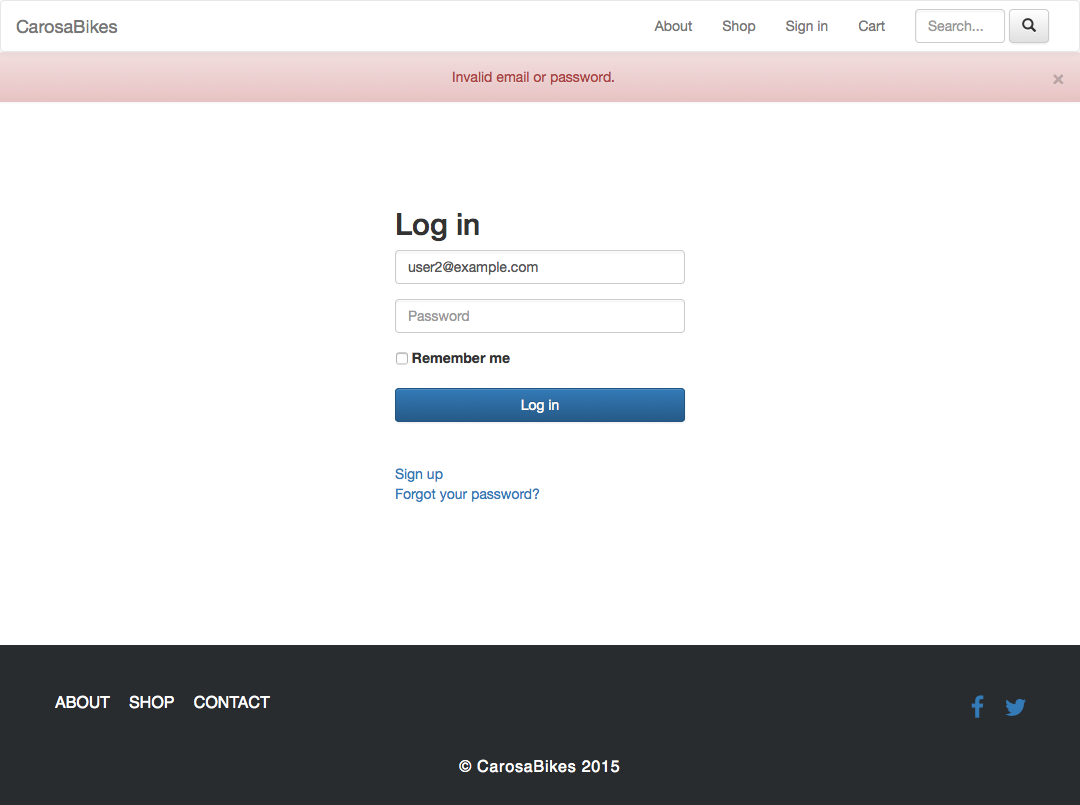 CarosaBikes About Shop Sign in Cart Search...
Invalid email or password. ×
Log in
user2@example.com
Password
Remember me
Log in
Sign up
Forgot your password?
ABOUT SHOP CONTACT
© CarosaBikes 2015